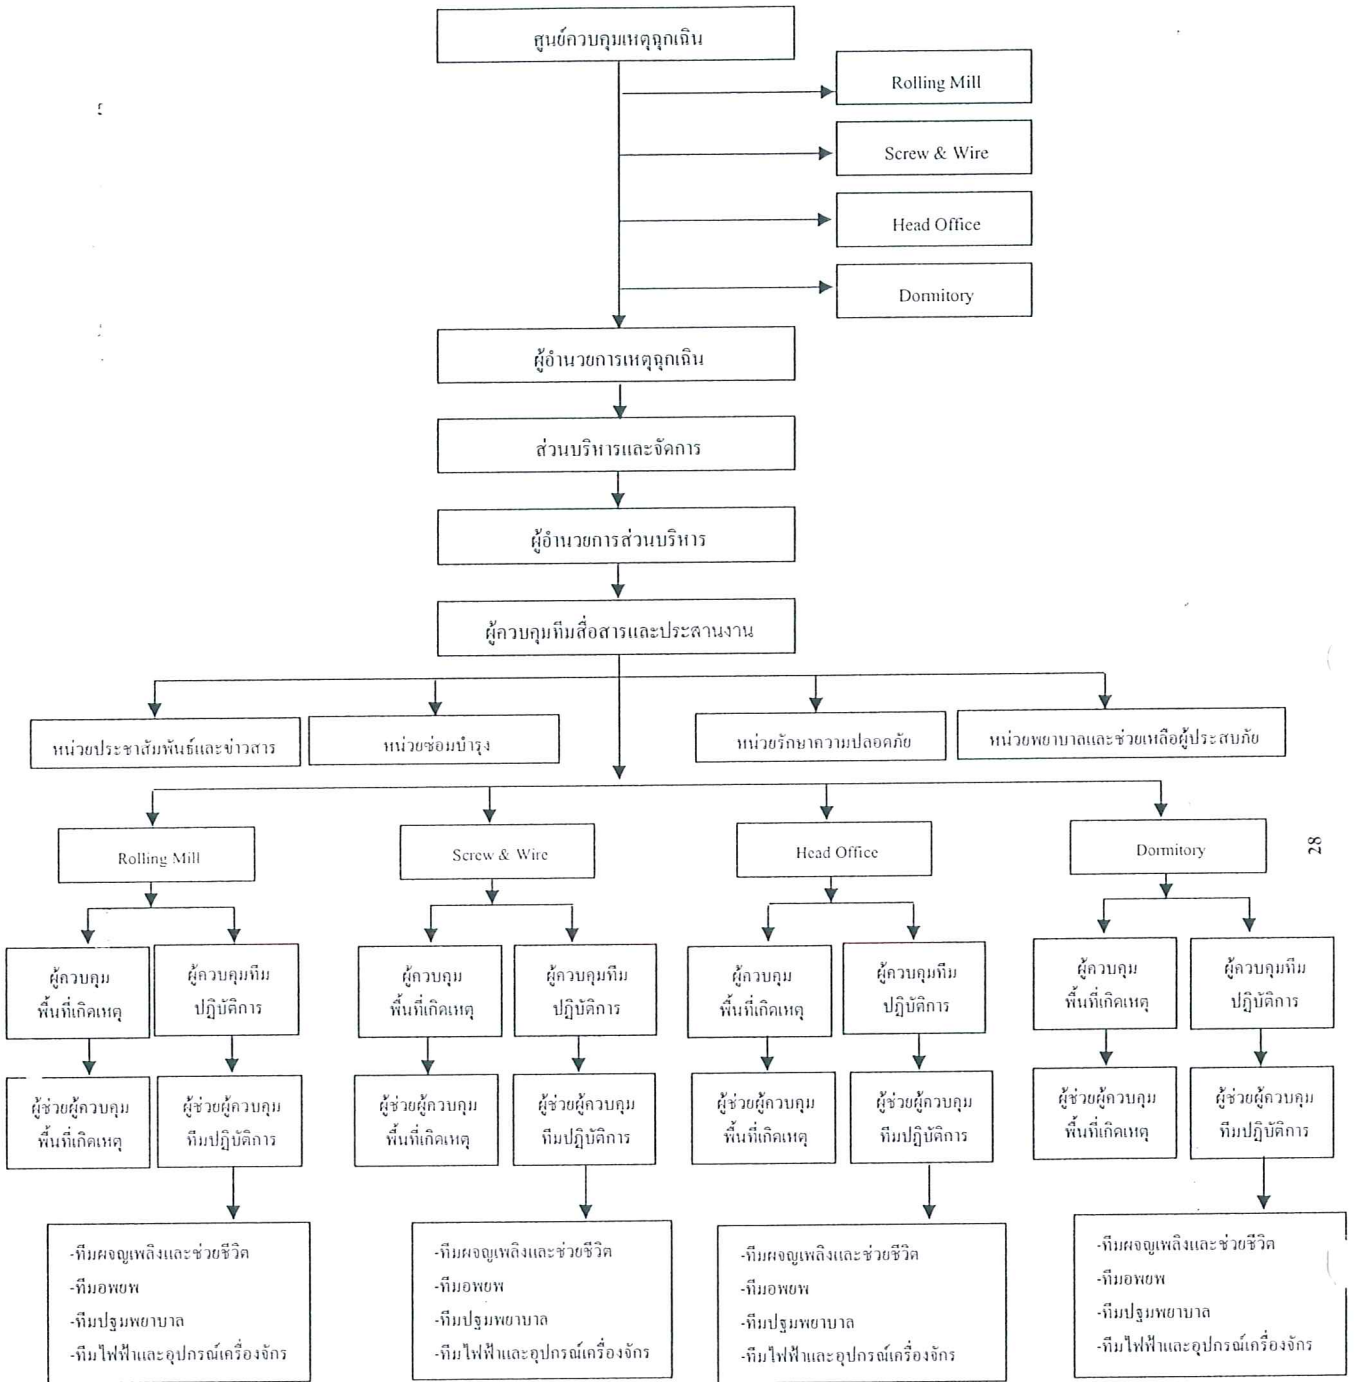 ศูนย์ควบคุมเหตุฉุกเฉิน
Rolling Mill
Screw & Wire
Head Office
Dormitory
ผู้อำนวยการเหตุฉุกเฉิน
ส่วนบริหารและจัดการ
ผู้อำนวยการส่วนบริหาร
ผู้ควบคุมทีมสื่อสารและประสานงาน
หน่วยประชาสัมพันธ์และข่าวสาร
หน่วยซ่อมบำรุง
หน่วยรักษาความปลอดภัย
หน่วยพยาบาลและช่วยเหลือผู้ประสบภัย
Rolling Mill
Screw & Wire
Head Office
Dormitory
28
ผู้ควบคุม
พื้นที่เกิดเหตุ
ผู้ควบคุมทีม
ปฏิบัติการ
ผู้ควบคุม
พื้นที่เกิดเหตุ
ผู้ควบคุมทีม
ปฏิบัติการ
ผู้ควบคุม
พื้นที่เกิดเหตุ
ผู้ควบคุมทีม
ปฏิบัติการ
ผู้ควบคุม
พื้นที่เกิดเหตุ
ผู้ควบคุมทีม
ปฏิบัติการ
ผู้ช่วยผู้ควบคุม
พื้นที่เกิดเหตุ
ผู้ช่วยผู้ควบคุม
ทีมปฏิบัติการ
ผู้ช่วยผู้ควบคุม
พื้นที่เกิดเหตุ
ผู้ช่วยผู้ควบคุม
ทีมปฏิบัติการ
ผู้ช่วยผู้ควบคุม
พื้นที่เกิดเหตุ
ผู้ช่วยผู้ควบคุม
ทีมปฏิบัติการ
ผู้ช่วยผู้ควบคุม
พื้นที่เกิดเหตุ
ผู้ช่วยผู้ควบคุม
ทีมปฏิบัติการ
-ทีมผจญเพลิงและช่วยชีวิต
-ทีมอพยพ
-ทีมปฐมพยาบาล
-ทีมไฟฟ้าและอุปกรณ์เครื่องจักร
-ทีมผจญเพลิงและช่วยชีวิต
-ทีมอพยพ
-ทีมปฐมพยาบาล
-ทีมไฟฟ้าและอุปกรณ์เครื่องจักร
-ทีมผจญเพลิงและช่วยชีวิต
-ทีมอพยพ
-ทีมปฐมพยาบาล
-ทีมไฟฟ้าและอุปกรณ์เครื่องจักร
-ทีมผจญเพลิงและช่วยชีวิต
-ทีมอพยพ
-ทีมปฐมพยาบาล
-ทีมไฟฟ้าและอุปกรณ์เครื่องจักร